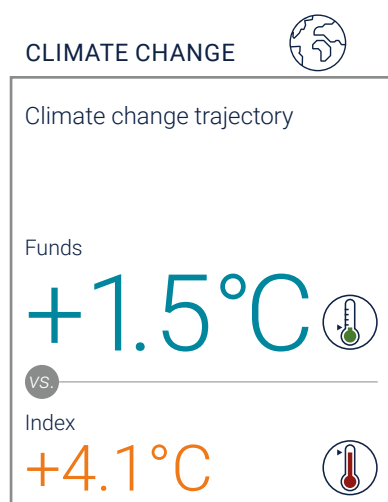 CLIMATE CHANGE
Climate change trajectory
Funds
+1.5°C
vs.
Index
+4.1°C